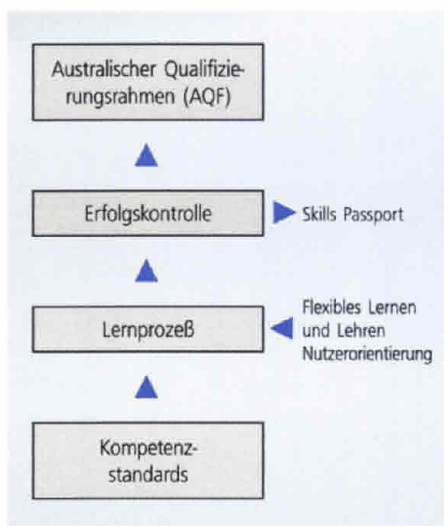 Australischer Qualifizie-
rungsrahmen (AQF)
Erfolgskontrolle
Skills Passport
Lernprozeß
Flexibles Lernen
und Lehren
Nutzerorientierung
Kompetenz-
standards